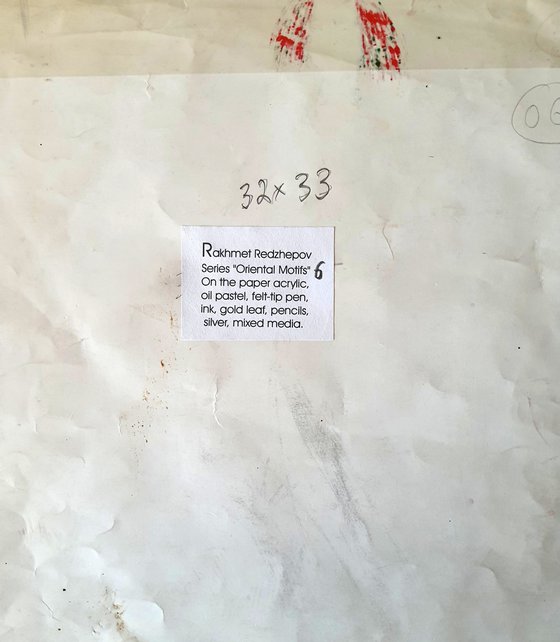 32 x 33
Rakhmet Redzhepov
Series "Oriental Motifs" 6
On the paper acrylic,
oil pastel, felt-tip pen,
ink, gold leaf, pencils,
silver, mixed media.